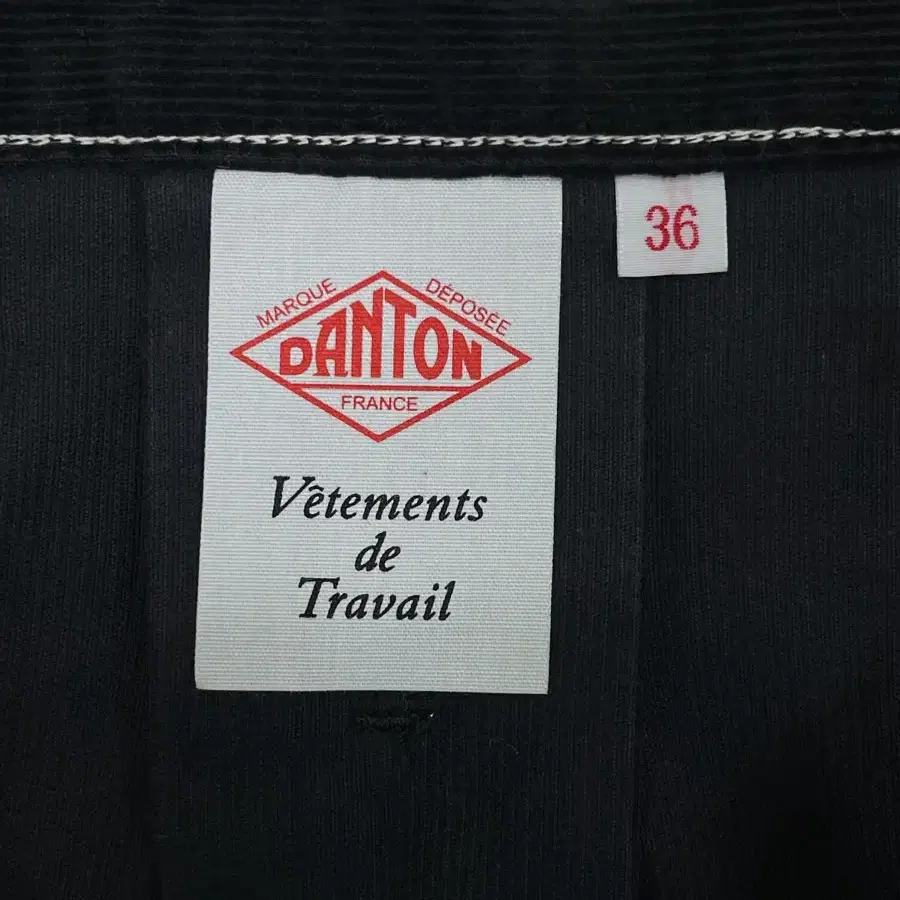 MARQUE DÉPOSÉE
DANTON
FRANCE
Vêtements
de
Travail
36